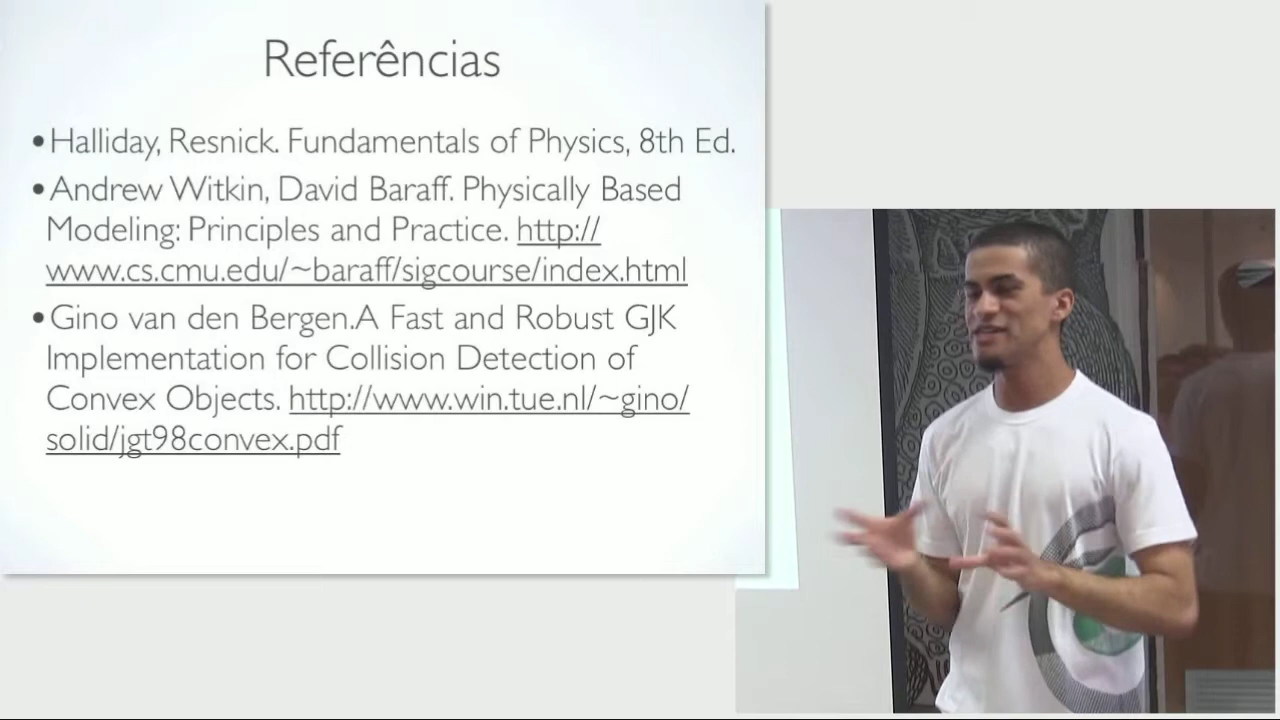 Referências
•Halliday, Resnick. Fundamentals of Physics, 8th Ed.
•Andrew Witkin, David Baraff. Physically Based
Modeling: Principles and Practice. http://
www.cs.cmu.edu/~baraff/sigcourse/index.html
•Gino van den Bergen.A Fast and Robust GJK
Implementation for Collision Detection of
Convex Objects. http://www.win.tue.nl/~gino/
solid/jgt98convex.pdf